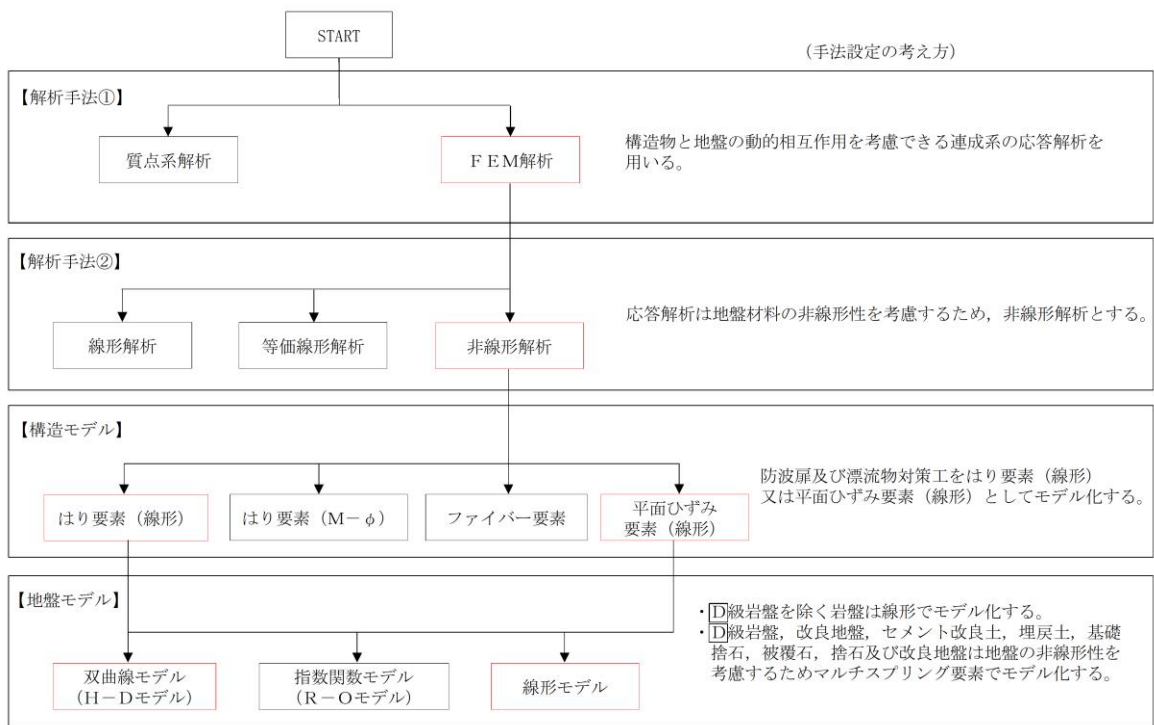 START
(手法設定の考え方)
【解析手法①】
質点系解析
FEM解析
構造物と地盤の動的相互作用を考慮できる連成系の応答解析を
用いる。
【解析手法②】
線形解析
等価線形解析
非線形解析
応答解析は地盤材料の非線形性を考慮するため，非線形解析とする。
【構造モデル】
はり要素（線形）
はり要素（M－φ）
ファイバー要素
平面ひずみ
要素（線形）
防波扉及び漂流物対策工をはり要素（線形）
又は平面ひずみ要素（線形）としてモデル化する。
【地盤モデル】
双曲線モデル
（H－Dモデル）
指数関数モデル
（R－Oモデル）
線形モデル
・D級岩盤を除く岩盤は線形でモデル化する。
・D級岩盤，改良地盤，セメント改良土，埋戻土，基礎
捨石，被覆石，捨石及び改良地盤は地盤の非線形性を
考慮するためマルチスプリング要素でモデル化する。